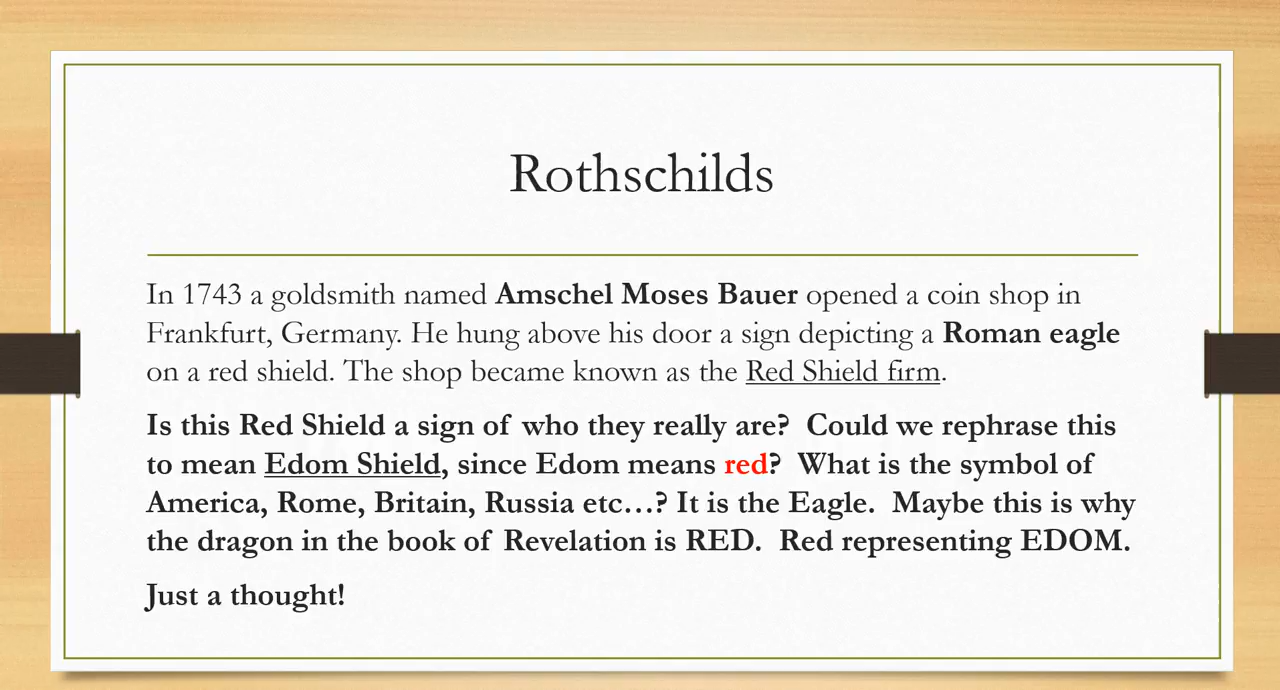 Rothschilds
In 1743 a goldsmith named Amschel Moses Bauer opened a coin shop in
Frankfurt, Germany. He hung above his door a sign depicting a Roman eagle
on a red shield. The shop became known as the Red Shield firm.
Is this Red Shield a sign of who they really are?  Could we rephrase this
to mean Edom Shield, since Edom means red?  What is the symbol of
America, Rome, Britain, Russia etc…? It is the Eagle.  Maybe this is why
the dragon in the book of Revelation is RED.  Red representing EDOM.
Just a thought!